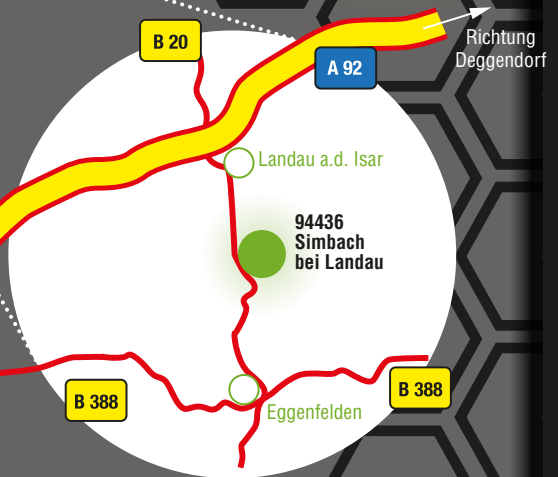 B 20
Richtung
Deggendorf
A 92
Landau a.d. Isar
94436
Simbach
bei Landau
B 388
B 388
Eggenfelden